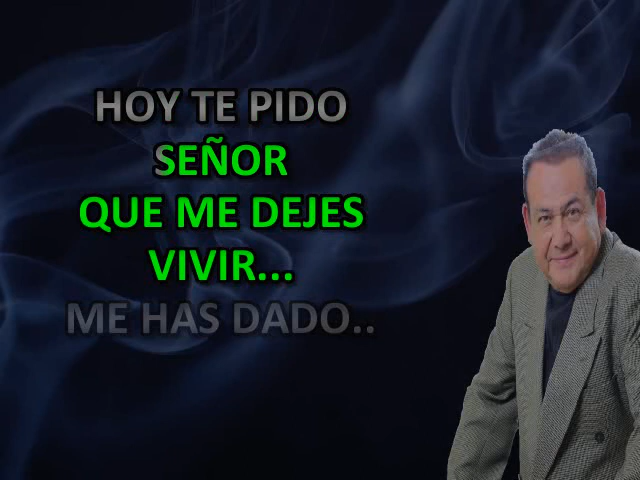 HOY TE PIDO
SEÑOR
QUE ME DEJES
VIVIR...
ME HAS DADO..